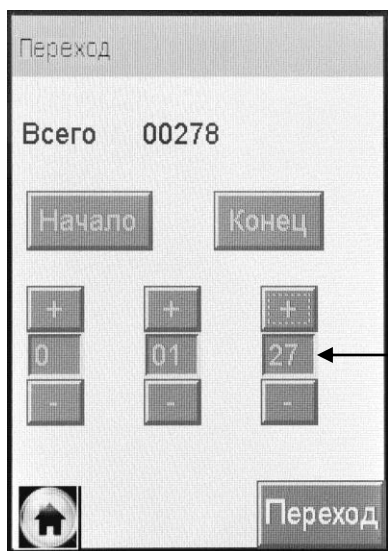 Переход
Всего 00278
Начало Конец
+ + +
0 01 27
- - -
Переход